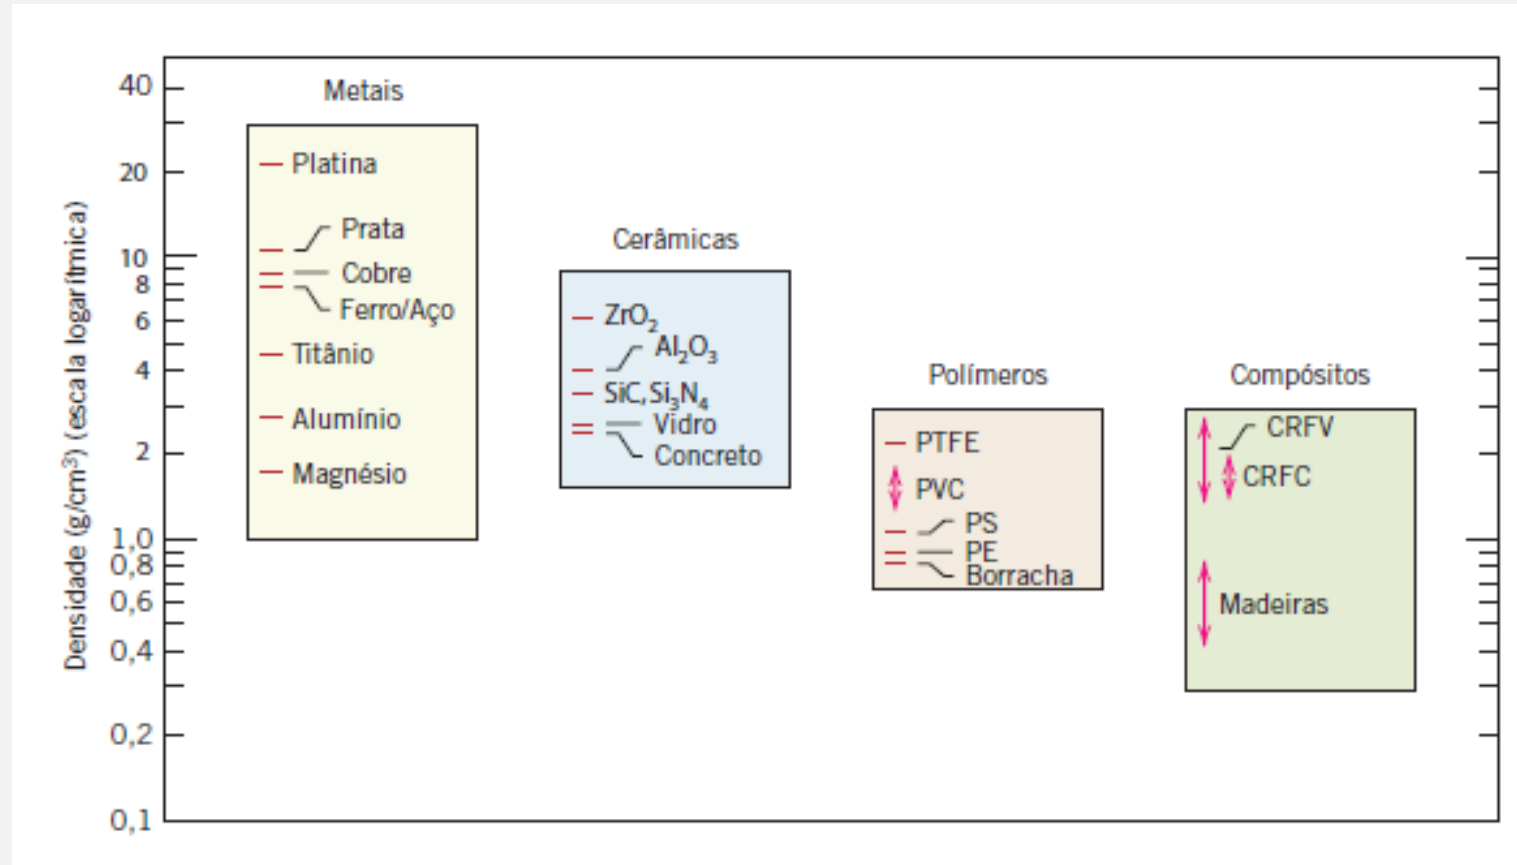 Densidade (g/cm³) (escala logarítmica)
40
20
10
8
6
4
2
1,0
0,8
0,6
0,4
0,2
0,1
Metais
Platina
Prata
Cobre
Ferro/Aço
Titânio
Alumínio
Magnésio
Cerâmicas
ZrO₂
Al₂O₃
SiC, Si₃N₄
Vidro
Concreto
Polímeros
PTFE
PVC
PS
PE
Borracha
Compósitos
CRFV
CRFC
Madeiras